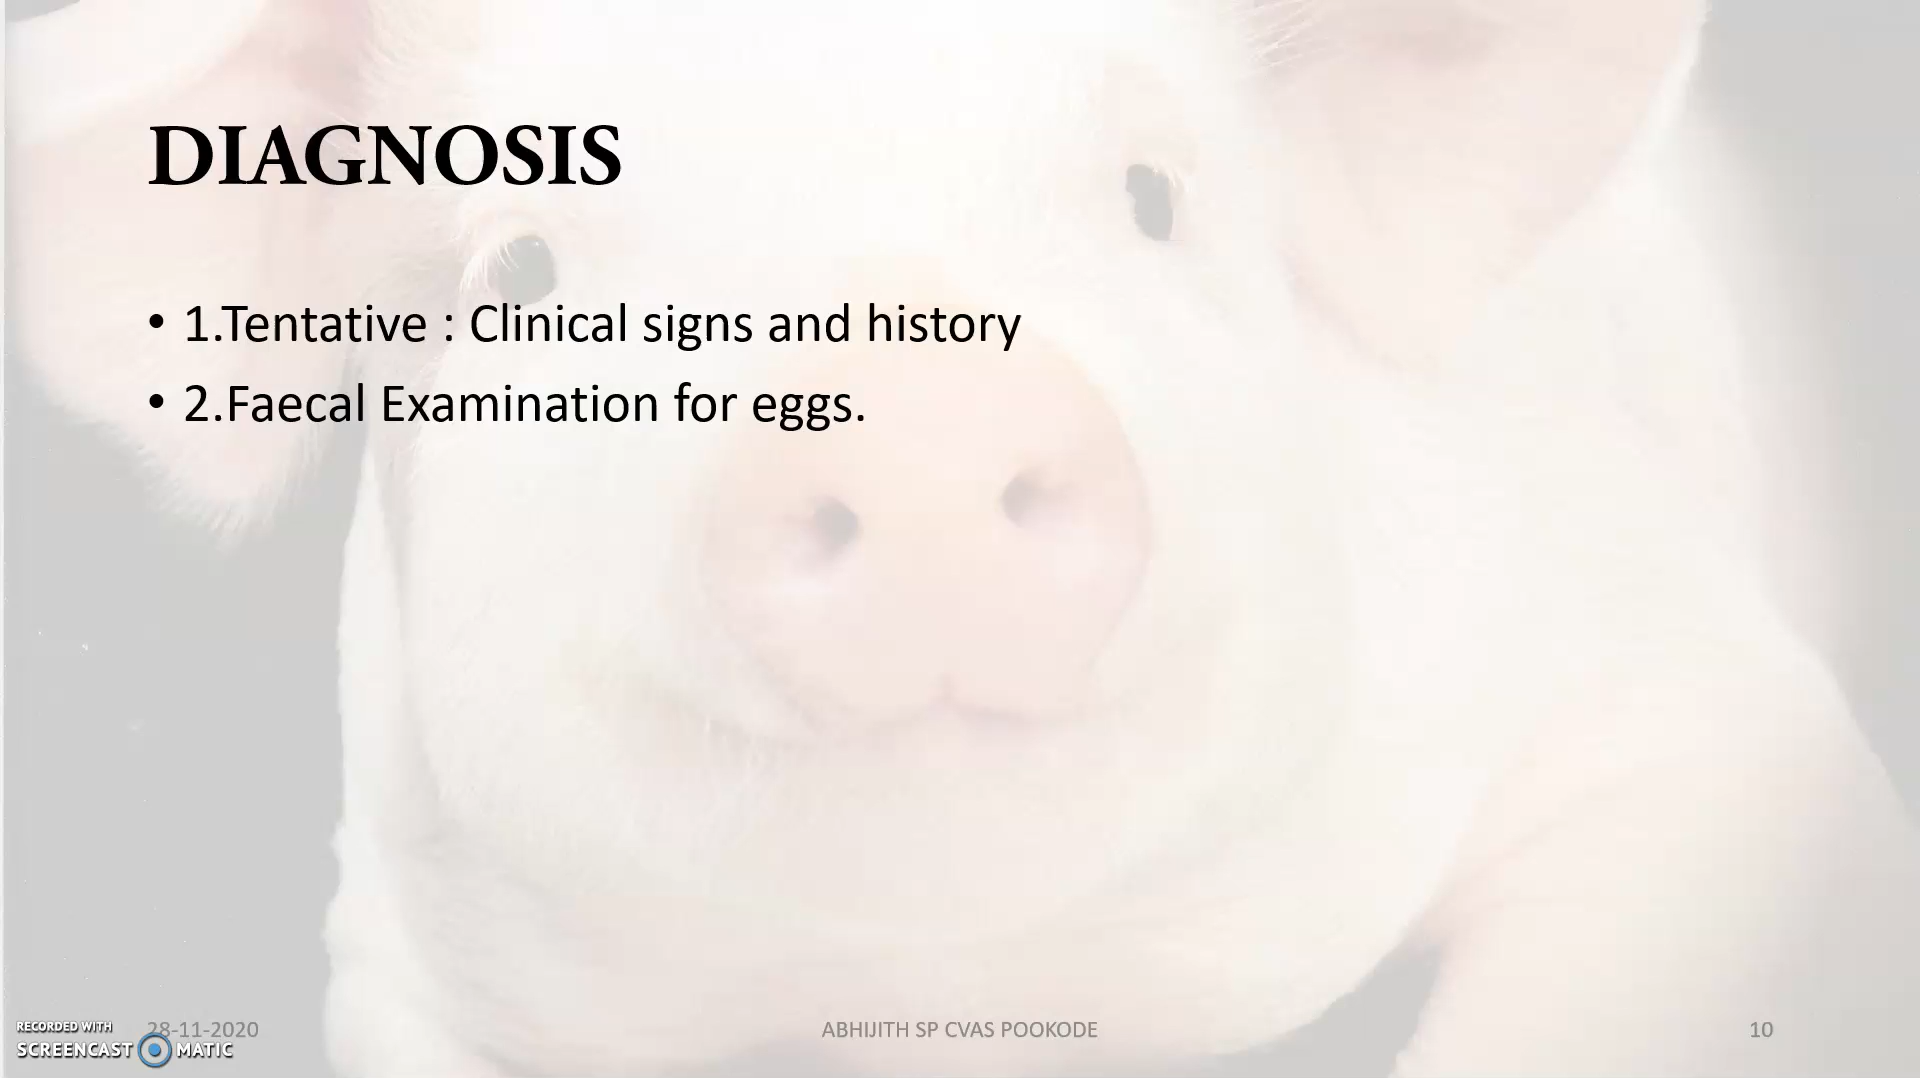 DIAGNOSIS
• 1.Tentative : Clinical signs and history
• 2.Faecal Examination for eggs.
RECORDED WITH
SCREENCAST MATIC
28-11-2020
ABHIJITH SP CVAS POOKODE
10